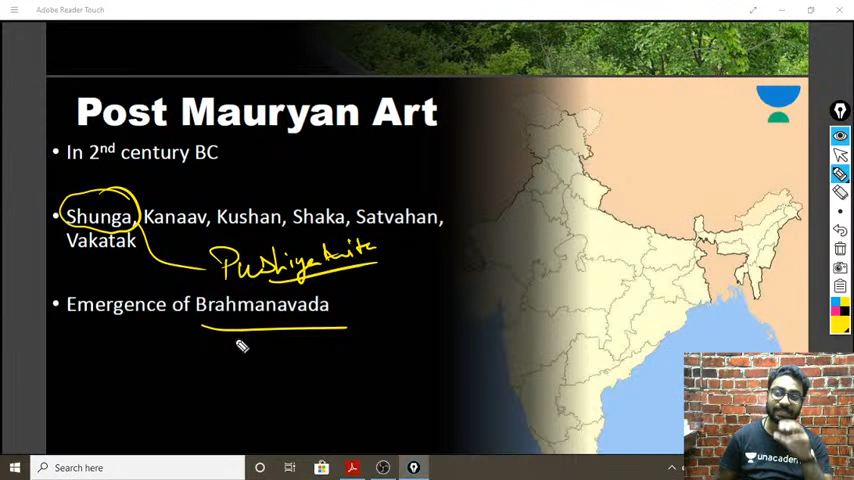 Adobe Reader Touch
Post Mauryan Art
• In 2nd century BC
• Shunga, Kanaav, Kushan, Shaka, Satvahan,
Vakatak
• Emergence of Brahmanavada
unacademy
Search here